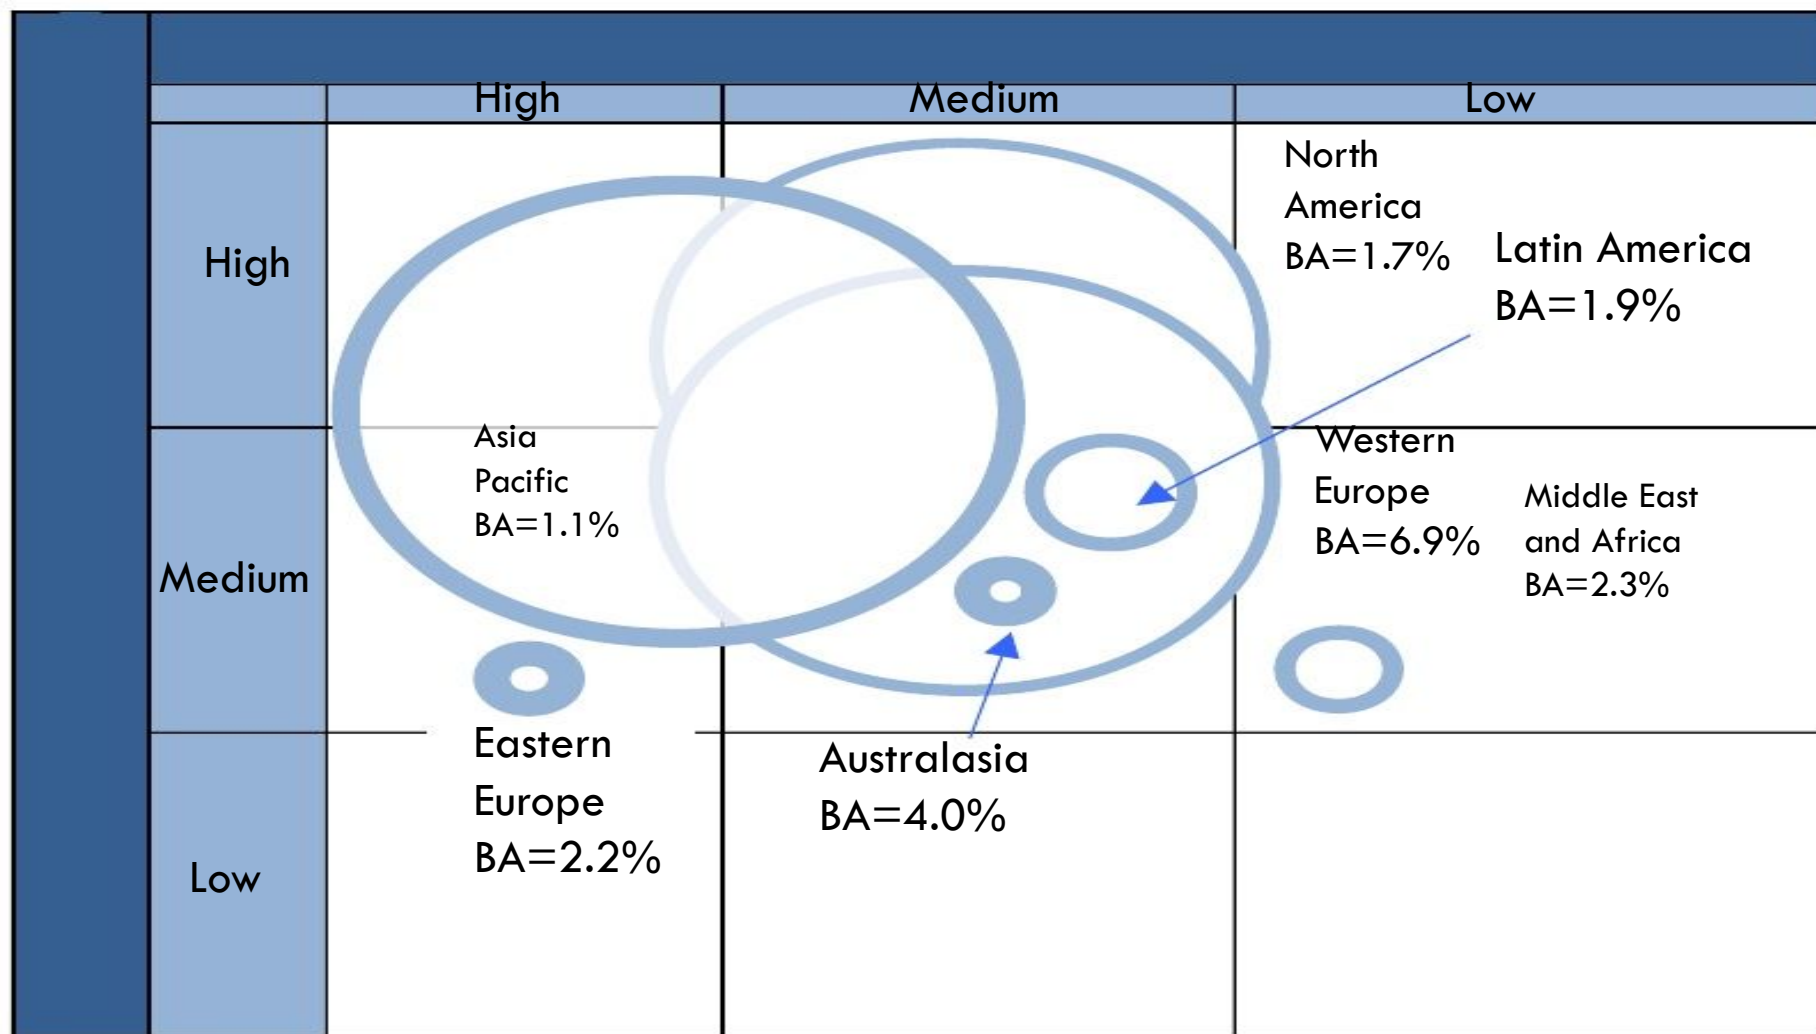 High
Medium
Low
High
North
America
BA=1.7%
Latin America
BA=1.9%
Medium
Asia
Pacific
BA=1.1%
Western
Europe
BA=6.9%
Middle East
and Africa
BA=2.3%
Low
Eastern
Europe
BA=2.2%
Australasia
BA=4.0%